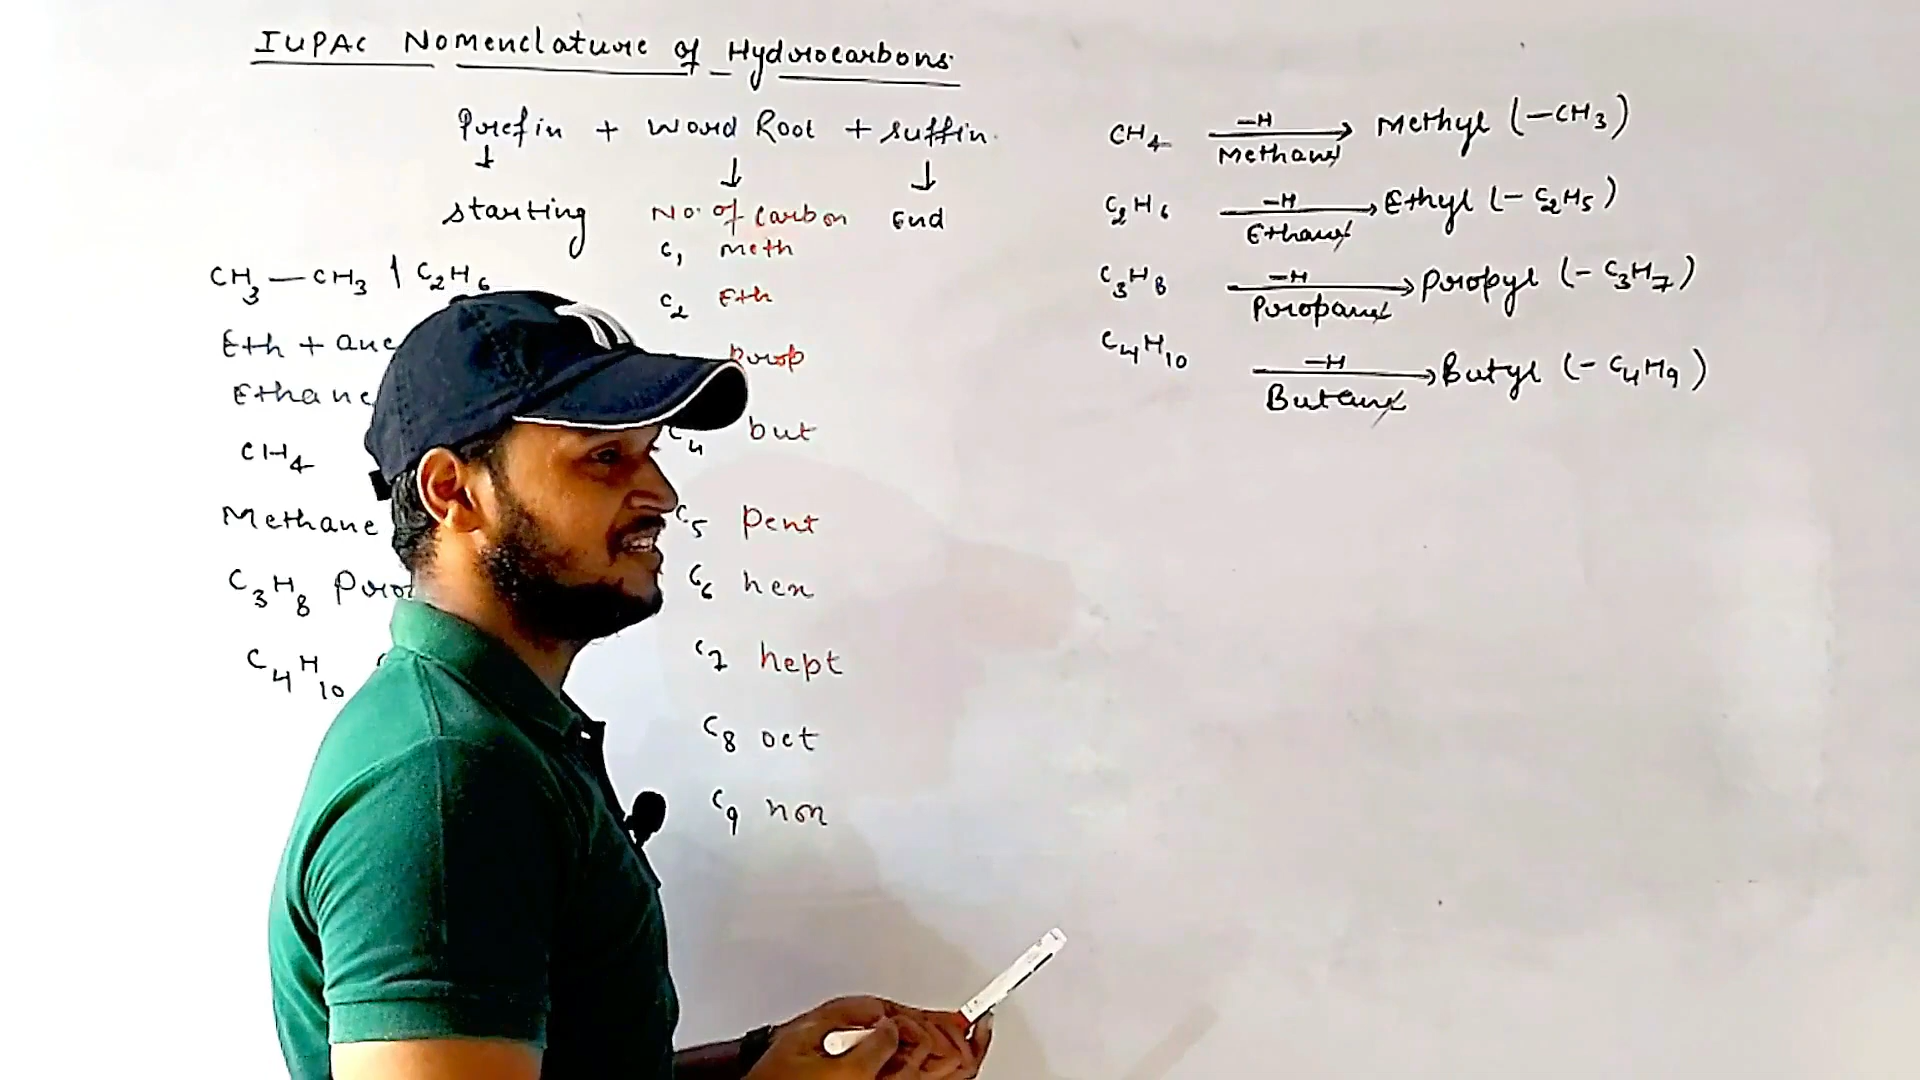 IUPAC Nomenclature of Hydrocarbons.
Prefix + Word Root + suffix.
↓ ↓ ↓
starting No. of Carbon End
C1 meth
CH3—CH3 | C2H6
C2 Eth
Eth + ane
prop
Ethane
C4 but
CH4
Methane
C5 Pent
C3H8
C6 hex
C4H10
C7 hept
C8 oct
C9 non
CH4 —H→ Methyl (—CH3)
Methane
C2H6 —H→ Ethyl (—C2H5)
Ethane
C3H8 —H→ Propyl (—C3H7)
Propane
C4H10 —H→ Butyl (—C4H9)
Butane